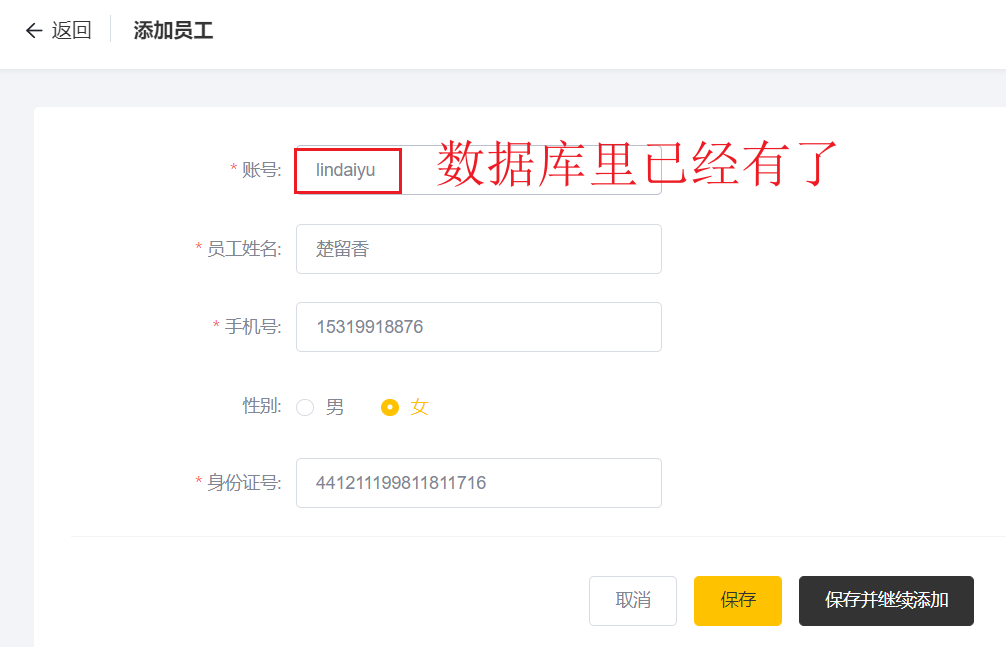 返回 添加员工
* 账号: lindaiyu 数据库里已经有了
* 员工姓名: 楚留香
* 手机号: 15319918876
性别: 男 女
* 身份证号: 441211199811811716
取消 保存 保存并继续添加